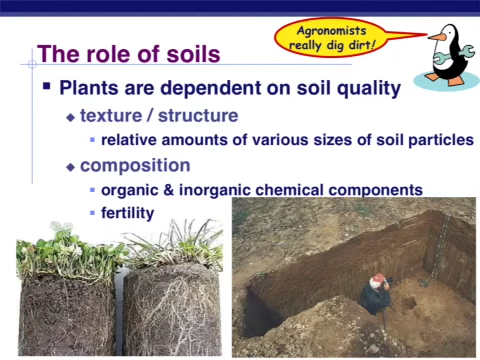 Agronomists
really dig dirt!
The role of soils
Plants are dependent on soil quality
texture / structure
relative amounts of various sizes of soil particles
composition
organic & inorganic chemical components
fertility